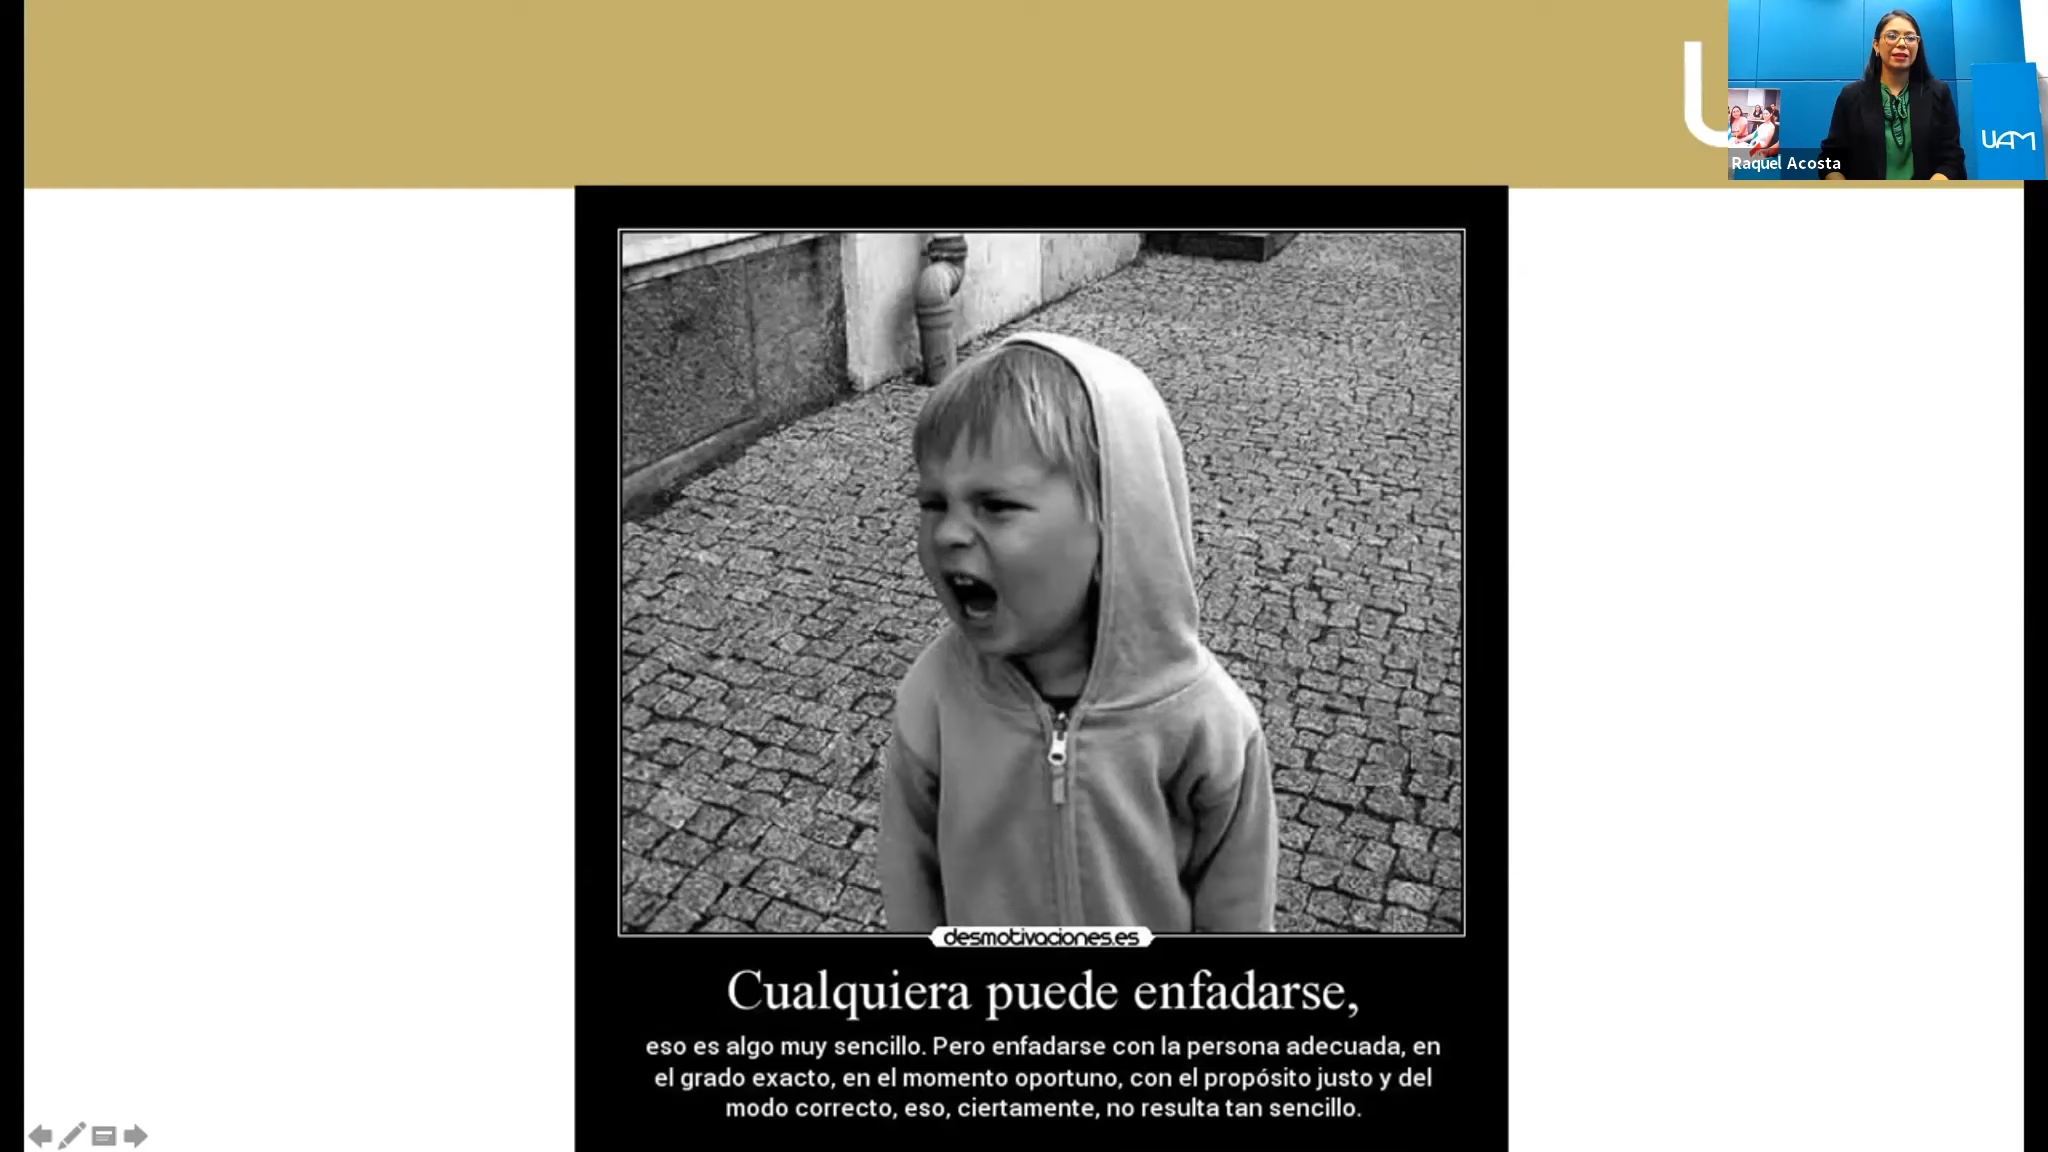 U
UAM
Raquel Acosta
desmotivaciones.es
Cualquiera puede enfadarse,
eso es algo muy sencillo. Pero enfadarse con la persona adecuada, en
el grado exacto, en el momento oportuno, con el propósito justo y del
modo correcto, eso, ciertamente, no resulta tan sencillo.